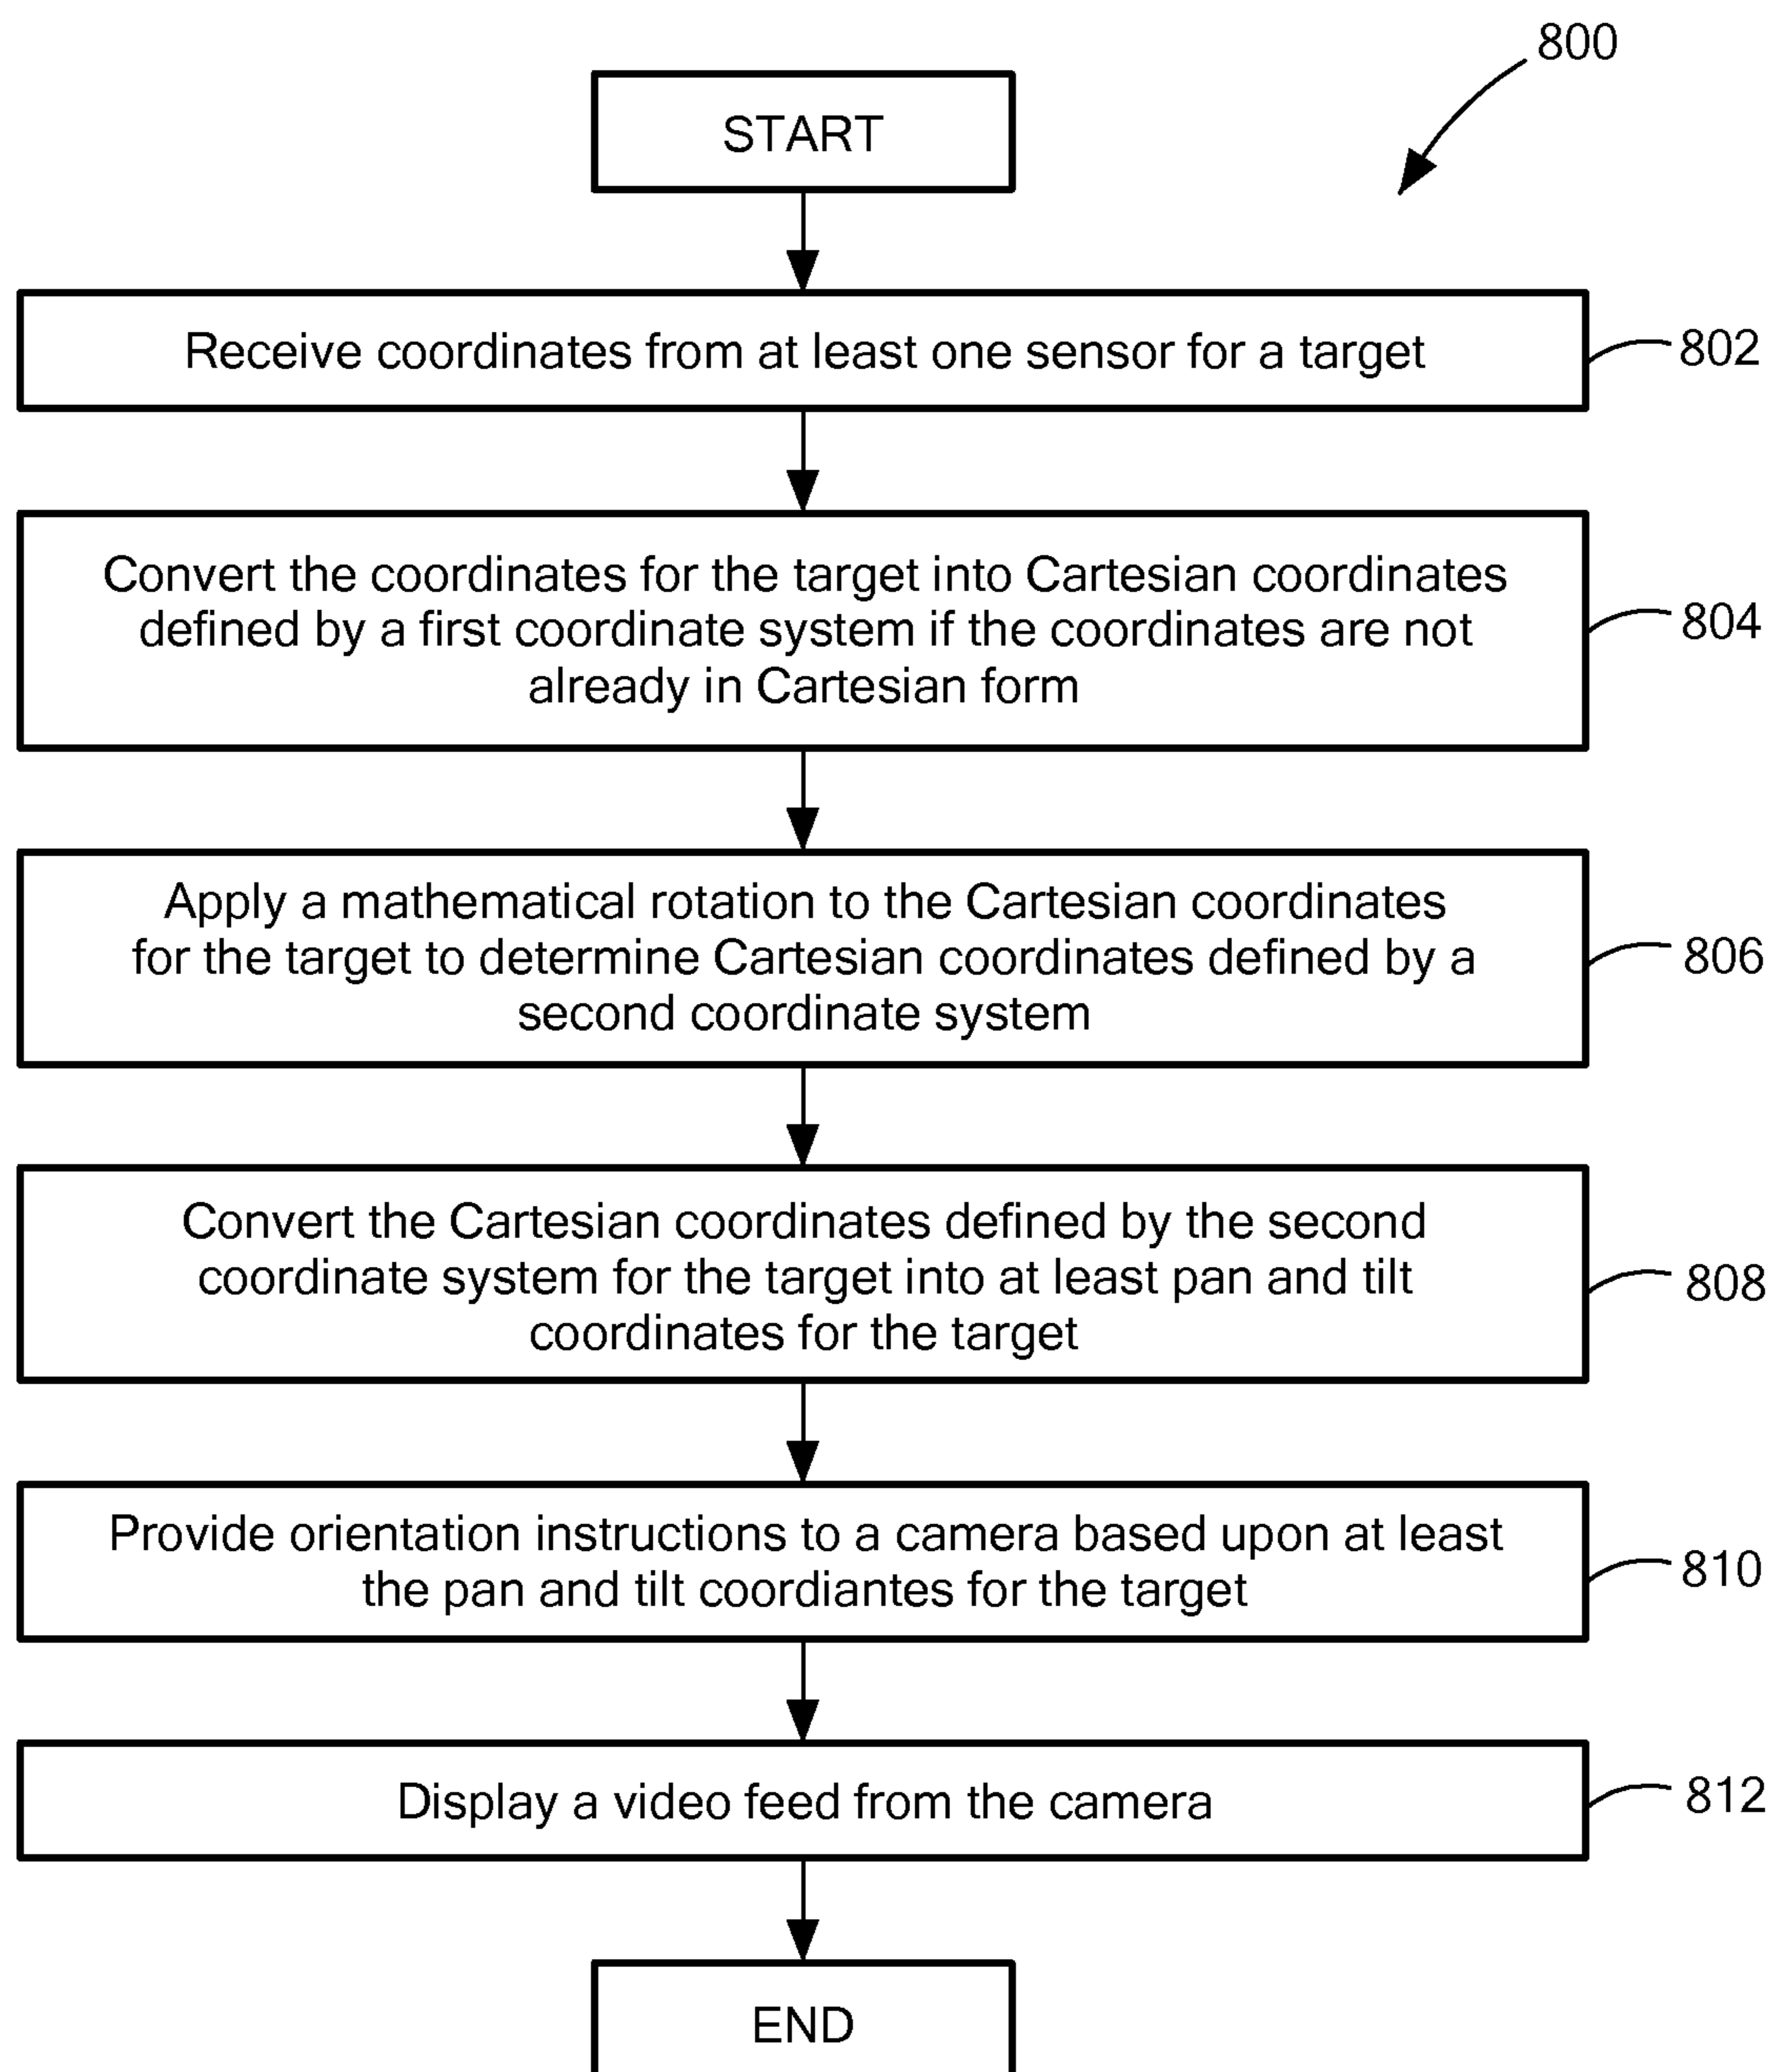 800
START
Receive coordinates from at least one sensor for a target
802
Convert the coordinates for the target into Cartesian coordinates
defined by a first coordinate system if the coordinates are not
already in Cartesian form
804
Apply a mathematical rotation to the Cartesian coordinates
for the target to determine Cartesian coordinates defined by a
second coordinate system
806
Convert the Cartesian coordinates defined by the second
coordinate system for the target into at least pan and tilt
coordinates for the target
808
Provide orientation instructions to a camera based upon at least
the pan and tilt coordiantes for the target
810
Display a video feed from the camera
812
END